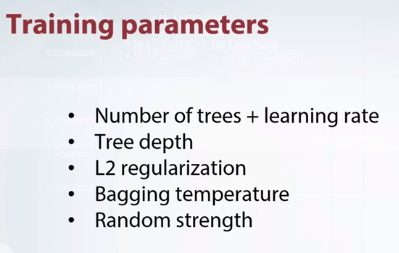 Training parameters
• Number of trees + learning rate
• Tree depth
• L2 regularization
• Bagging temperature
• Random strength